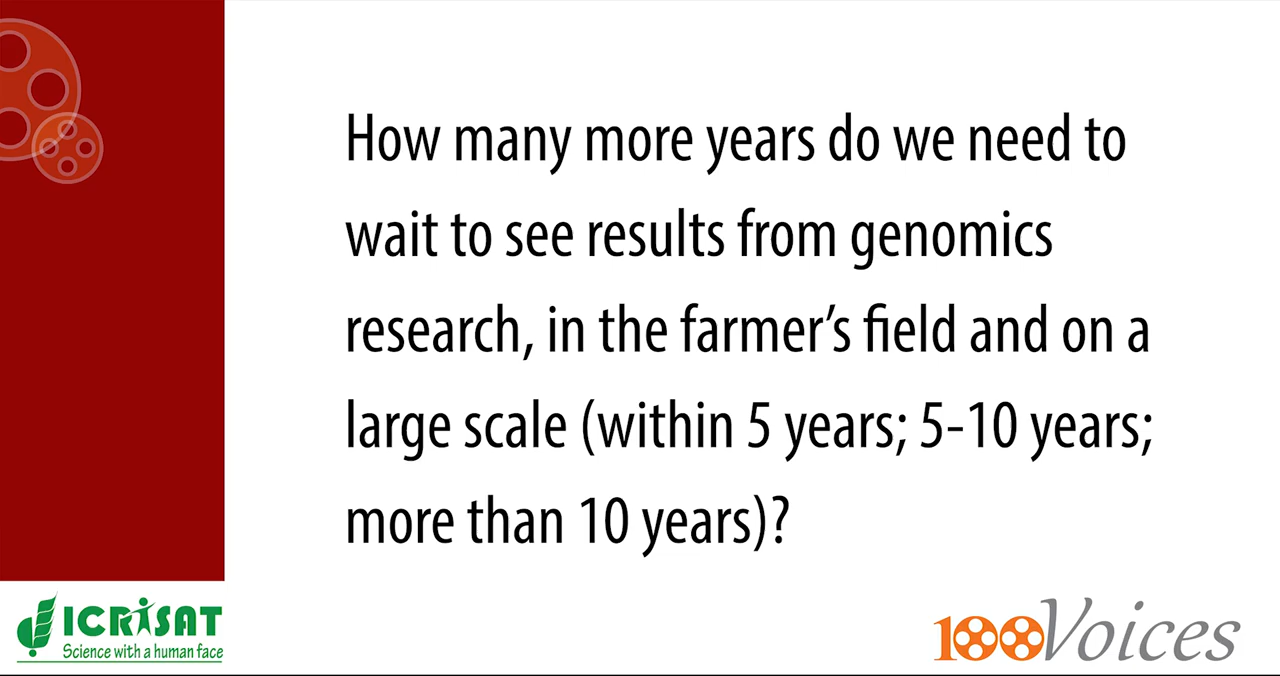 How many more years do we need to
wait to see results from genomics
research, in the farmer’s field and on a
large scale (within 5 years; 5-10 years;
more than 10 years)?
ICRISAT
Science with a human face
100Voices